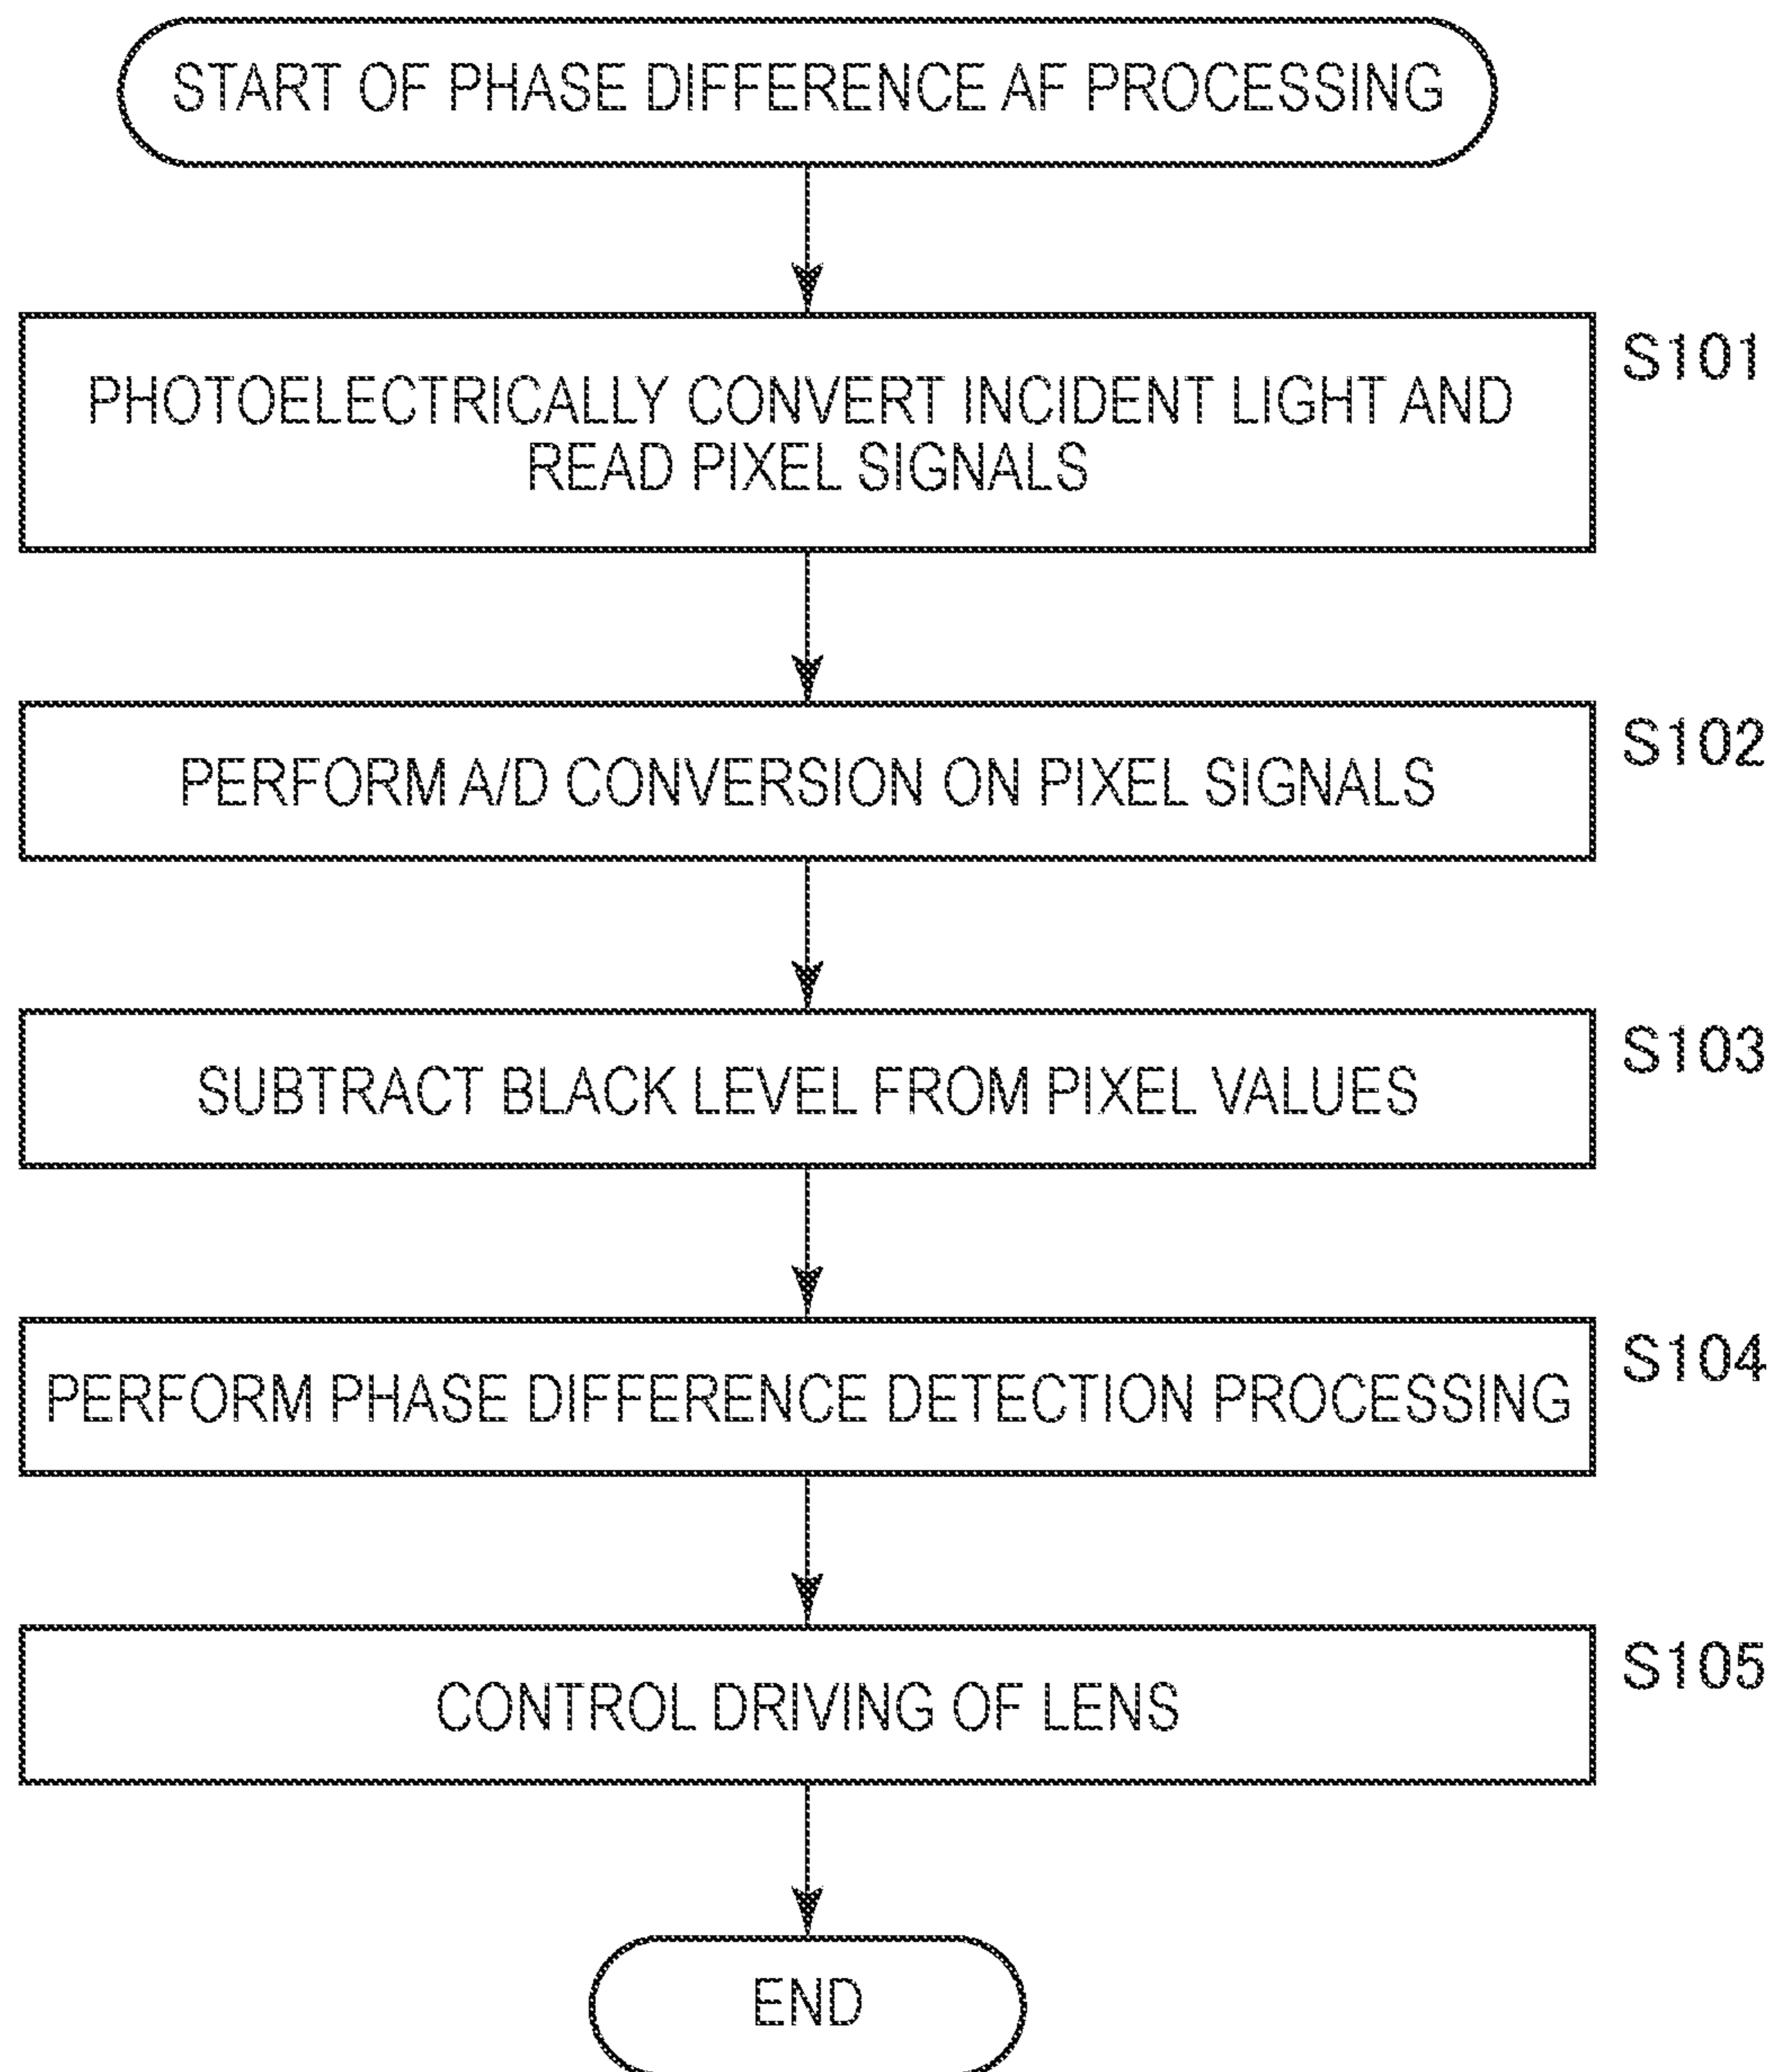 START OF PHASE DIFFERENCE AF PROCESSING
PHOTOELECTRICALLY CONVERT INCIDENT LIGHT AND
READ PIXEL SIGNALS
S101
PERFORM A/D CONVERSION ON PIXEL SIGNALS
S102
SUBTRACT BLACK LEVEL FROM PIXEL VALUES
S103
PERFORM PHASE DIFFERENCE DETECTION PROCESSING
S104
CONTROL DRIVING OF LENS
S105
END